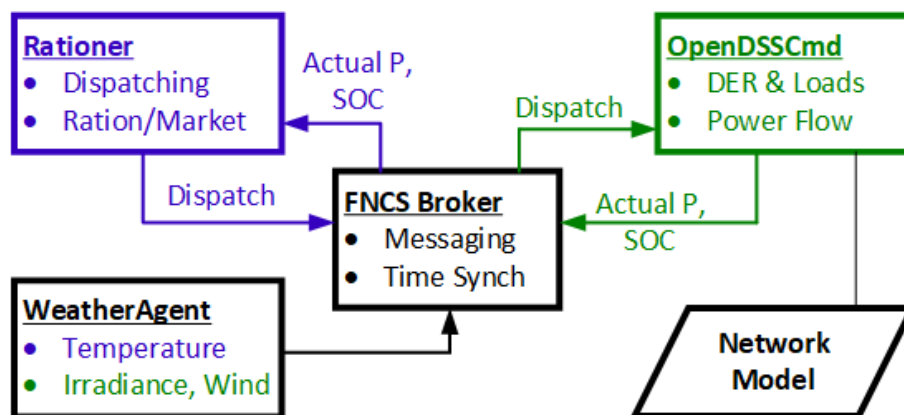 Rationer
• Dispatching
• Ration/Market
Actual P,
SOC
Dispatch
OpenDSSCmd
• DER & Loads
• Power Flow
Dispatch
FNCS Broker
• Messaging
• Time Synch
Actual P,
SOC
WeatherAgent
• Temperature
• Irradiance, Wind
Network
Model